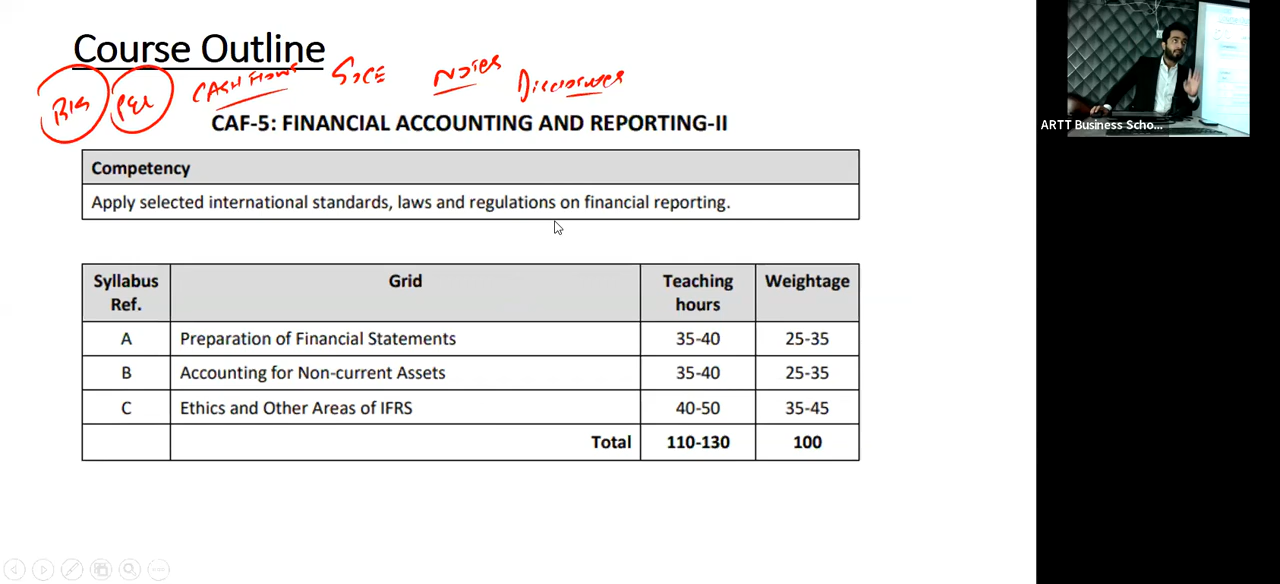 Course Outline
B/S P&L CASH FLOWS SOCE NOTES DISCLOSURES
CAF-5: FINANCIAL ACCOUNTING AND REPORTING-II
Competency
Apply selected international standards, laws and regulations on financial reporting.
Syllabus Ref. Grid Teaching hours Weightage
A Preparation of Financial Statements 35-40 25-35
B Accounting for Non-current Assets 35-40 25-35
C Ethics and Other Areas of IFRS 40-50 35-45
Total 110-130 100
ARTT Business Scho...